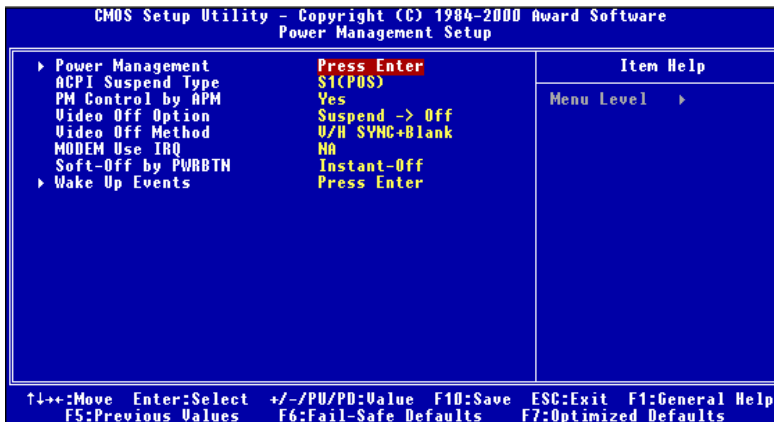 CMOS Setup Utility – Copyright (C) 1984-2000 Award Software
Power Management Setup
▸ Power Management Press Enter
ACPI Suspend Type S1(POS)
PM Control by APM Yes
Video Off Option Suspend -> Off
Video Off Method V/H SYNC+Blank
MODEM Use IRQ NA
Soft-Off by PWRBTN Instant-Off
▸ Wake Up Events Press Enter
Item Help
Menu Level ▸
↑↓→←:Move Enter:Select +/-/PU/PD:Value F10:Save ESC:Exit F1:General Help
F5:Previous Values F6:Fail-Safe Defaults F7:Optimized Defaults